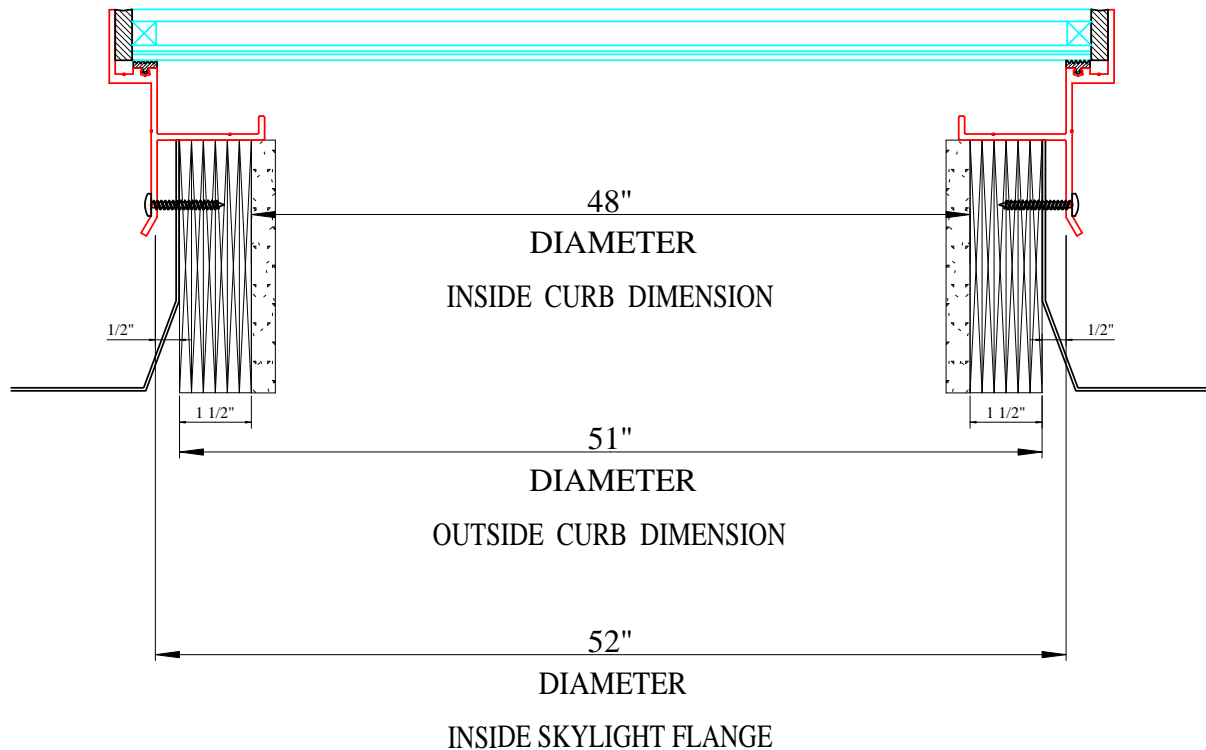 48"
DIAMETER
INSIDE CURB DIMENSION
1/2"
1/2"
1 1/2"
1 1/2"
51"
DIAMETER
OUTSIDE CURB DIMENSION
52"
DIAMETER
INSIDE SKYLIGHT FLANGE